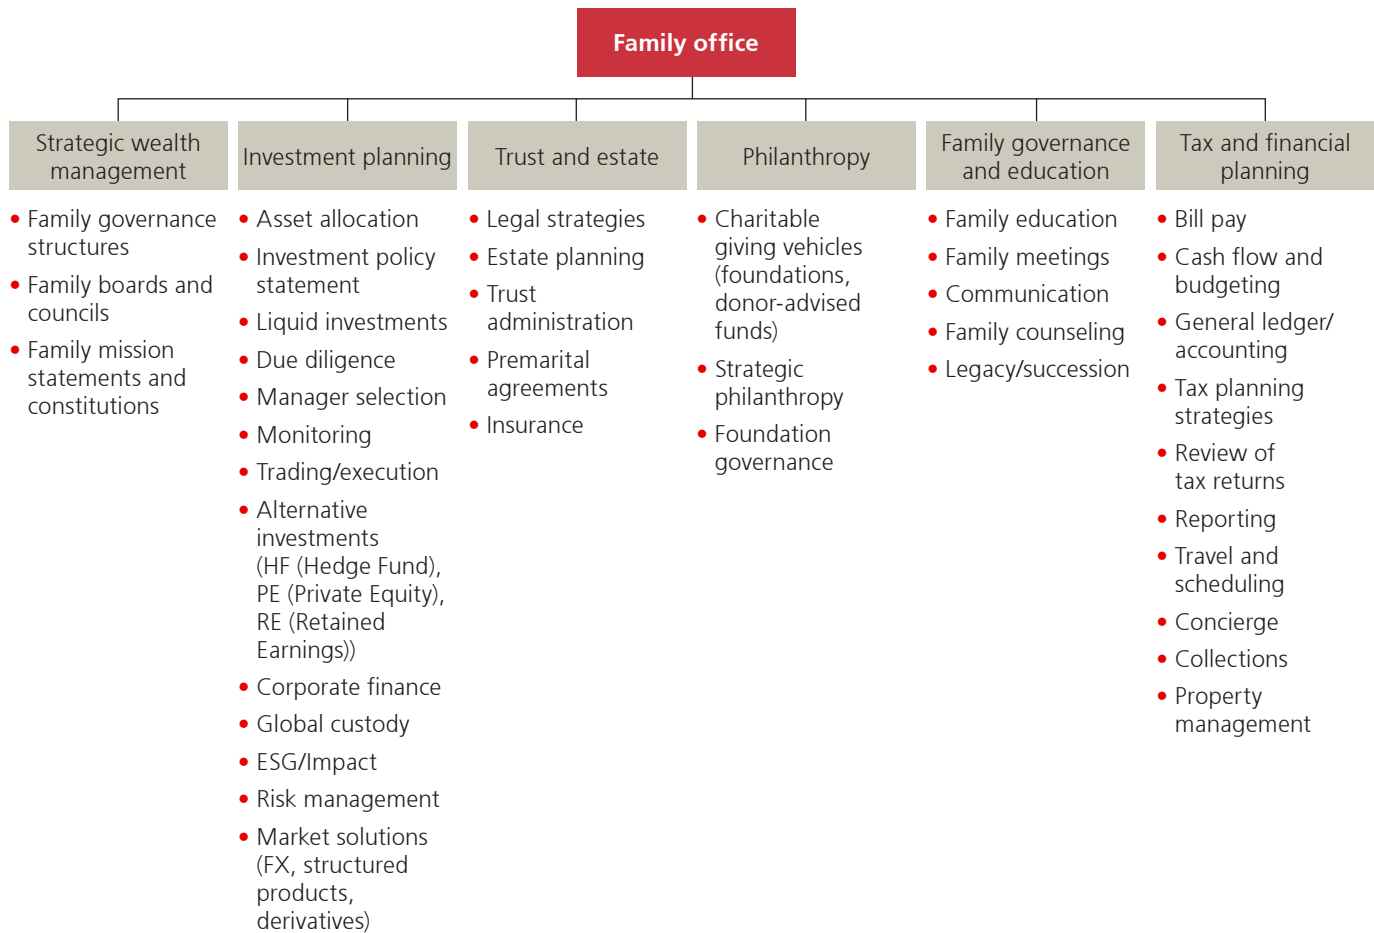 Family office
Strategic wealth
management
• Family governance
structures
• Family boards and
councils
• Family mission
statements and
constitutions
Investment planning
• Asset allocation
• Investment policy
statement
• Liquid investments
• Due diligence
• Manager selection
• Monitoring
• Trading/execution
• Alternative
investments
(HF (Hedge Fund),
PE (Private Equity),
RE (Retained
Earnings))
• Corporate finance
• Global custody
• ESG/Impact
• Risk management
• Market solutions
(FX, structured
products,
derivatives)
Trust and estate
• Legal strategies
• Estate planning
• Trust
administration
• Premarital
agreements
• Insurance
Philanthropy
• Charitable
giving vehicles
(foundations,
donor-advised
funds)
• Strategic
philanthropy
• Foundation
governance
Family governance
and education
• Family education
• Family meetings
• Communication
• Family counseling
• Legacy/succession
Tax and financial
planning
• Bill pay
• Cash flow and
budgeting
• General ledger/
accounting
• Tax planning
strategies
• Review of
tax returns
• Reporting
• Travel and
scheduling
• Concierge
• Collections
• Property
management